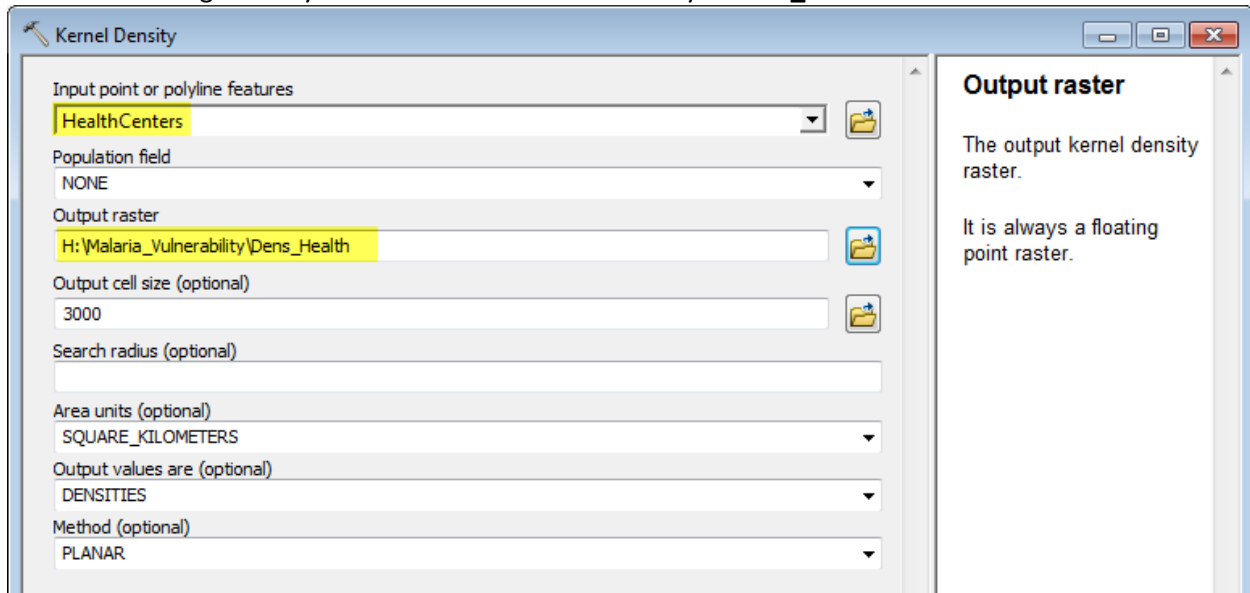 Kernel Density
Input point or polyline features
HealthCenters
Population field
NONE
Output raster
H:\Malaria_Vulnerability\Dens_Health
Output cell size (optional)
3000
Search radius (optional)
Area units (optional)
SQUARE_KILOMETERS
Output values are (optional)
DENSITIES
Method (optional)
PLANAR
Output raster
The output kernel density
raster.
It is always a floating
point raster.